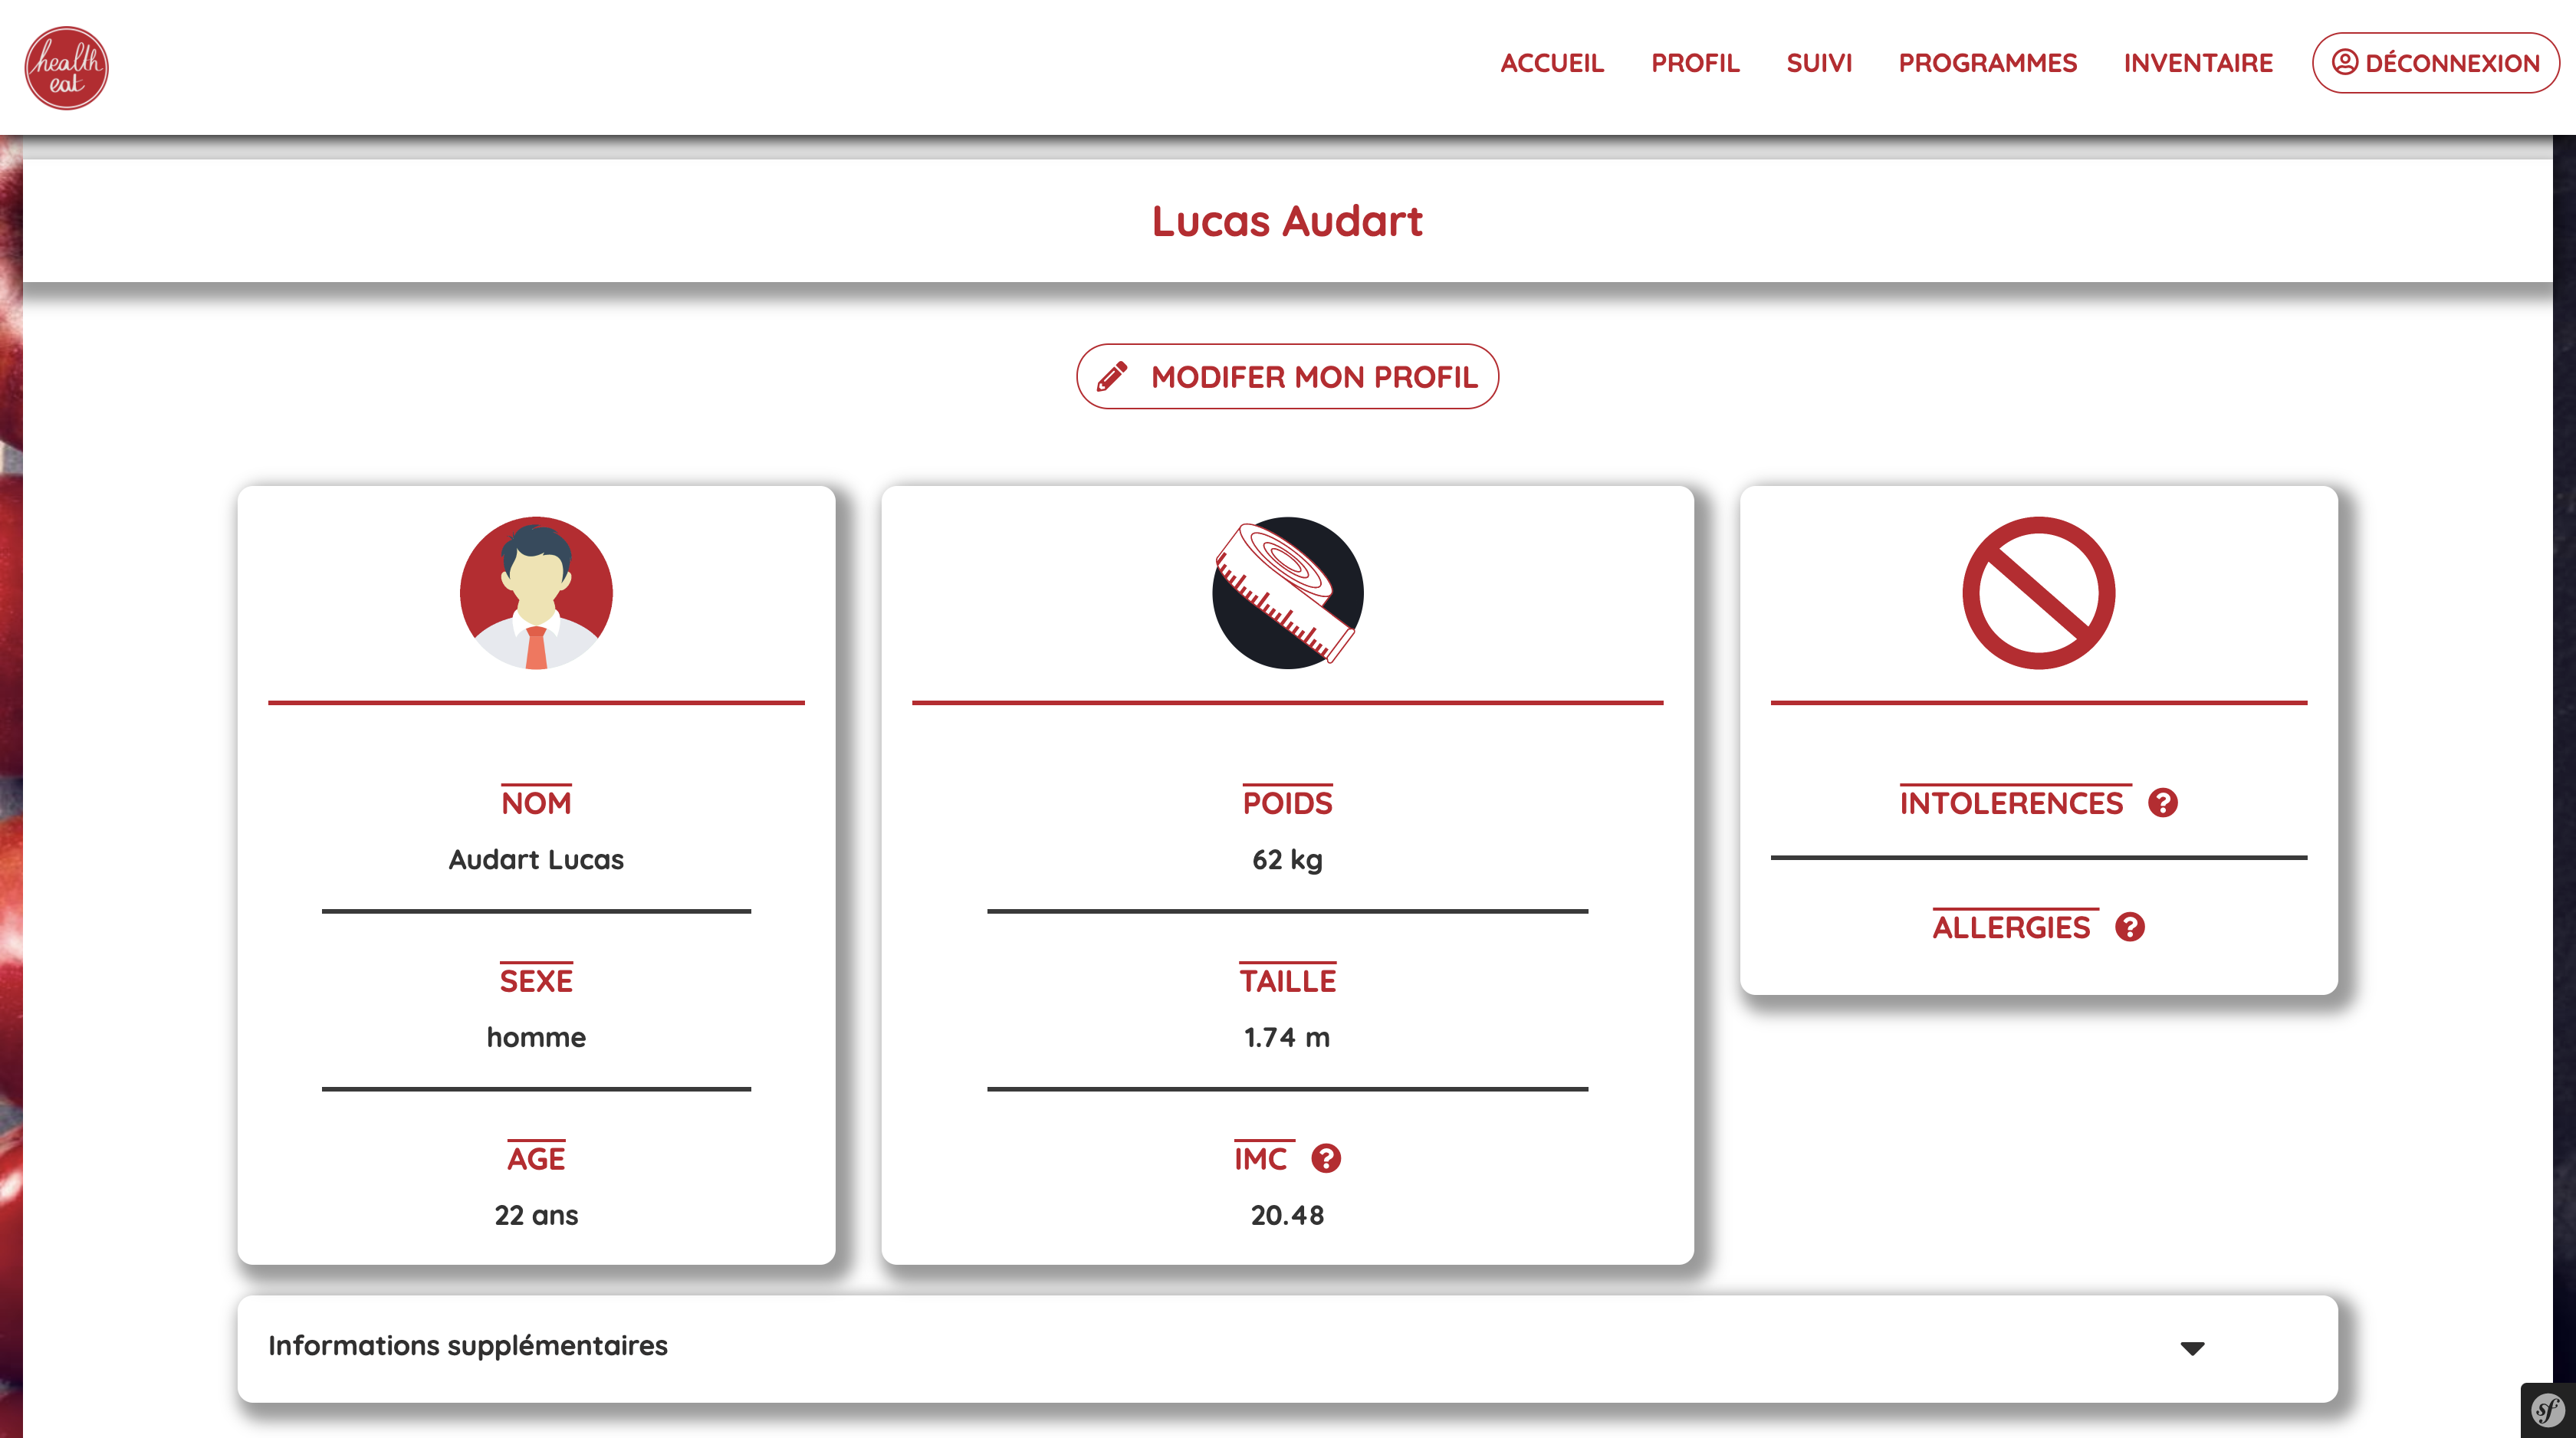 health
eat
ACCUEIL PROFIL SUIVI PROGRAMMES INVENTAIRE DÉCONNEXION
Lucas Audart
MODIFER MON PROFIL
NOM
Audart Lucas
SEXE
homme
AGE
22 ans
POIDS
62 kg
TAILLE
1.74 m
IMC ?
20.48
INTOLERENCES ?
ALLERGIES ?
Informations supplémentaires
sf